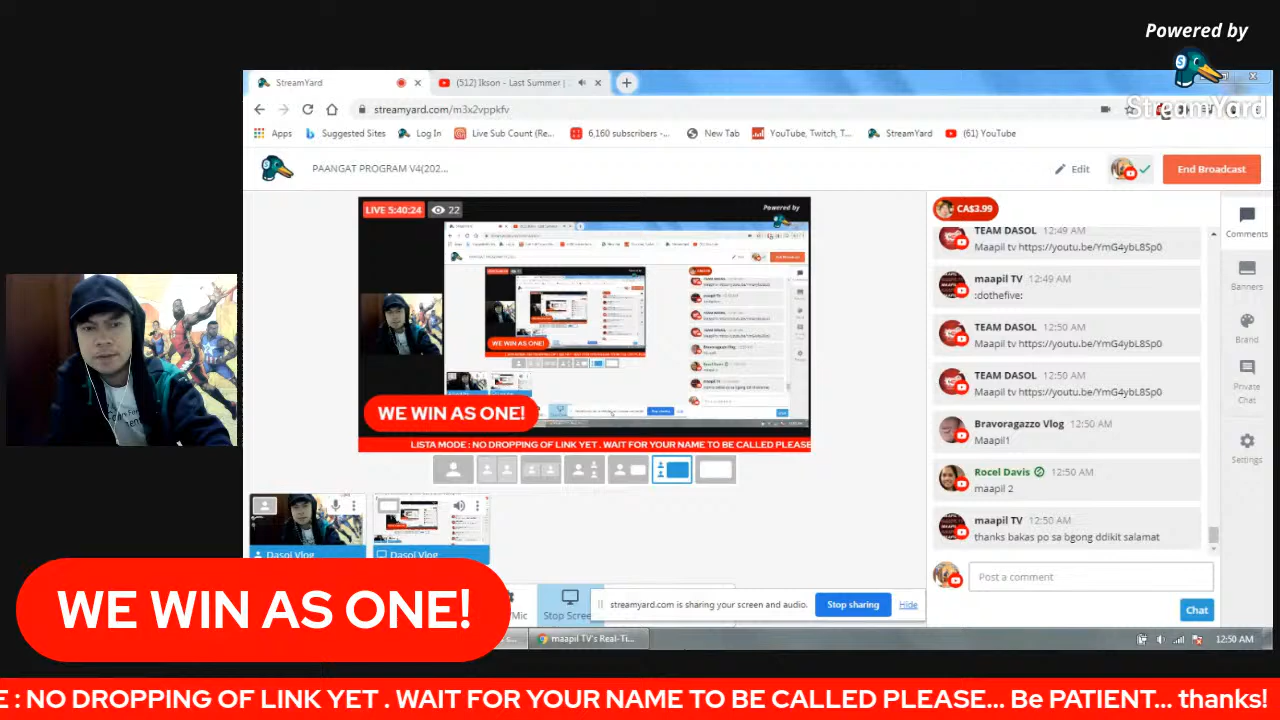 Powered by
StreamYard
StreamYard
(512) Ikson - Last Summer |
streamyard.com/m3x2vppkfv
Apps
Suggested Sites
Log In
Live Sub Count (Re...
6,160 subscribers -...
New Tab
YouTube, Twitch, T...
StreamYard
(61) YouTube
PAANGAT PROGRAM V4(202...
Edit
End Broadcast
LIVE 5:40:24
22
Powered by
CA$3.99
TEAM DASOL 12:49 AM
Maapil tv https://youtu.be/YmG4ybL8Sp0
maapil TV 12:49 AM
:dothefive:
TEAM DASOL 12:50 AM
Maapil tv https://youtu.be/YmG4ybL8Sp0
TEAM DASOL 12:50 AM
Maapil tv https://youtu.be/YmG4ybL8Sp0
Bravoragazzo Vlog 12:50 AM
Maapil1
Rocel Davis 12:50 AM
maapil 2
maapil TV 12:50 AM
thanks bakas po sa bgong ddikit salamat
Post a comment
Chat
Comments
Banners
Brand
Private
Chat
Settings
WE WIN AS ONE!
WE WIN AS ONE!
LISTA MODE : NO DROPPING OF LINK YET . WAIT FOR YOUR NAME TO BE CALLED PLEASE
Dasol Vlog
Dasol Vlog
Mic
Stop Scree
streamyard.com is sharing your screen and audio.
Stop sharing
Hide
maapil TV's Real-Ti...
12:50 AM
WE WIN AS ONE!
E : NO DROPPING OF LINK YET . WAIT FOR YOUR NAME TO BE CALLED PLEASE... Be PATIENT... thanks!